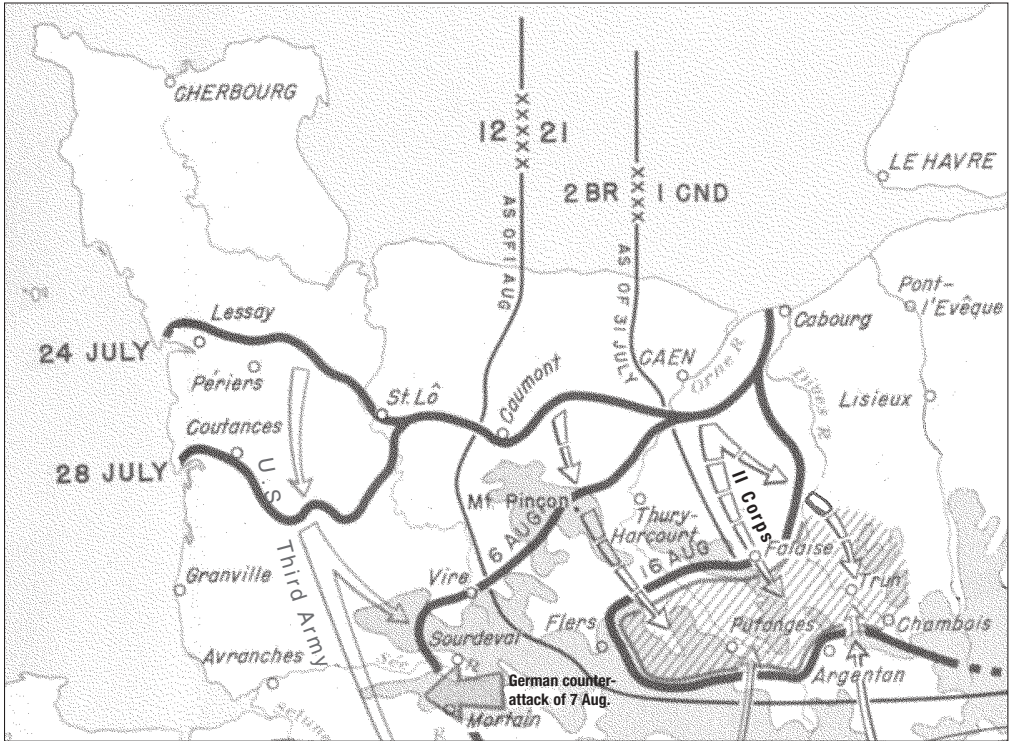 CHERBOURG
12 XXXXX 21
LE HAVRE
2 BR XXXX 1 CND
AS OF 1 AUG
AS OF 31 JULY
Pont-
l'Evêque
Lessay
Cabourg
24 JULY
CAEN
Orne R
Périers
Caumont
Dives R
St. Lô
Lisieux
Coutances
28 JULY
U.S.
Third Army
II Corps
Mt. Pinçon
Thury-
Harcourt
6 AUG
16 AUG
Falaise
Granville
Vire
Trun
Flers
Putanges
Chambois
Sourdeval
Avranches
See R
Argentan
German counter-
attack of 7 Aug.
Mortain